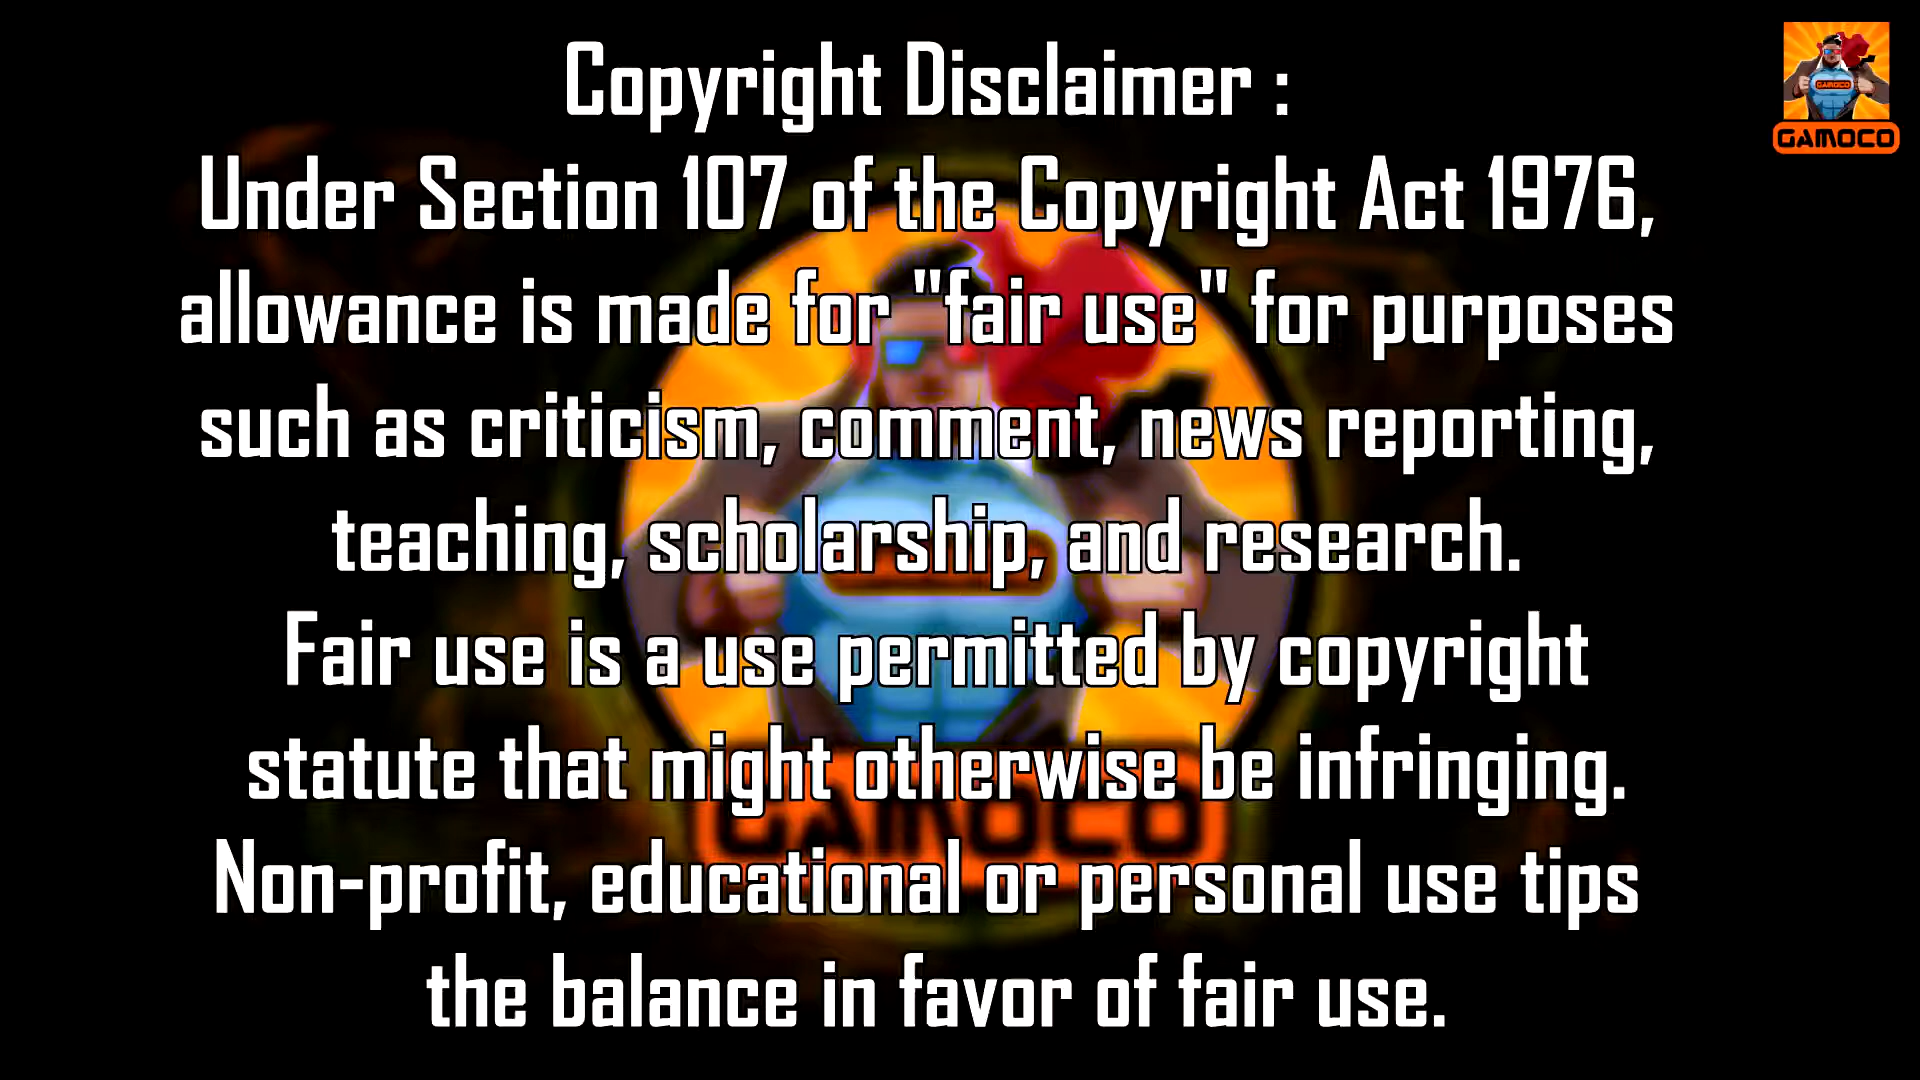 Copyright Disclaimer :
Under Section 107 of the Copyright Act 1976,
allowance is made for "fair use" for purposes
such as criticism, comment, news reporting,
teaching, scholarship, and research.
Fair use is a use permitted by copyright
statute that might otherwise be infringing.
Non-profit, educational or personal use tips
the balance in favor of fair use.
GAMOCO
GAMOCO
GAMOCO